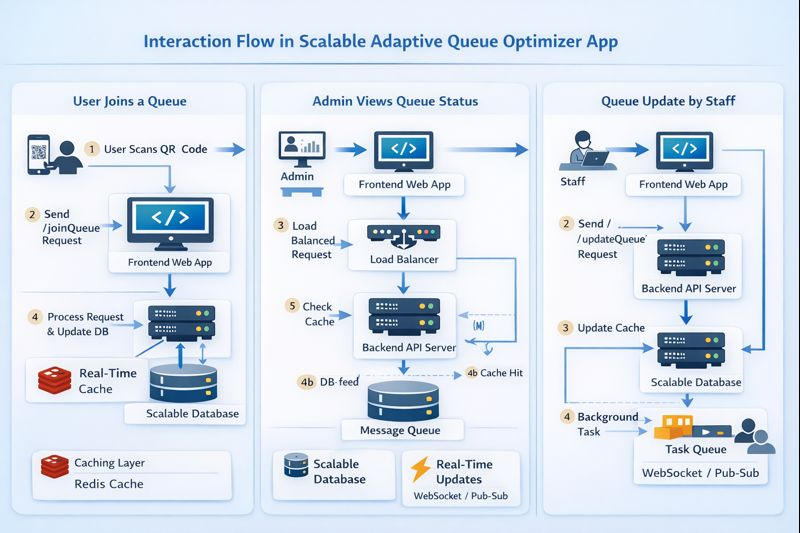 Interaction Flow in Scalable Adaptive Queue Optimizer App
User Joins a Queue
1 User Scans QR Code
2 Send
/joinQueue
Request
</>
Frontend Web App
4 Process Request
& Update DB
Real-Time
Cache
Scalable Database
Caching Layer
Redis Cache
Admin Views Queue Status
Admin
</>
Frontend Web App
3 Load
Balanced
Request
Load Balancer
5 Check
Cache
(M)
Backend API Server
4b DB-feed
4b Cache Hit
Message Queue
Scalable
Database
Real-Time
Updates
WebSocket / Pub-Sub
Queue Update by Staff
Staff
</>
Frontend Web App
2 Send /
/updateQueue'
Request
Backend API Server
3 Update Cache
Scalable Database
4 Background
Task
Task Queue
WebSocket / Pub-Sub